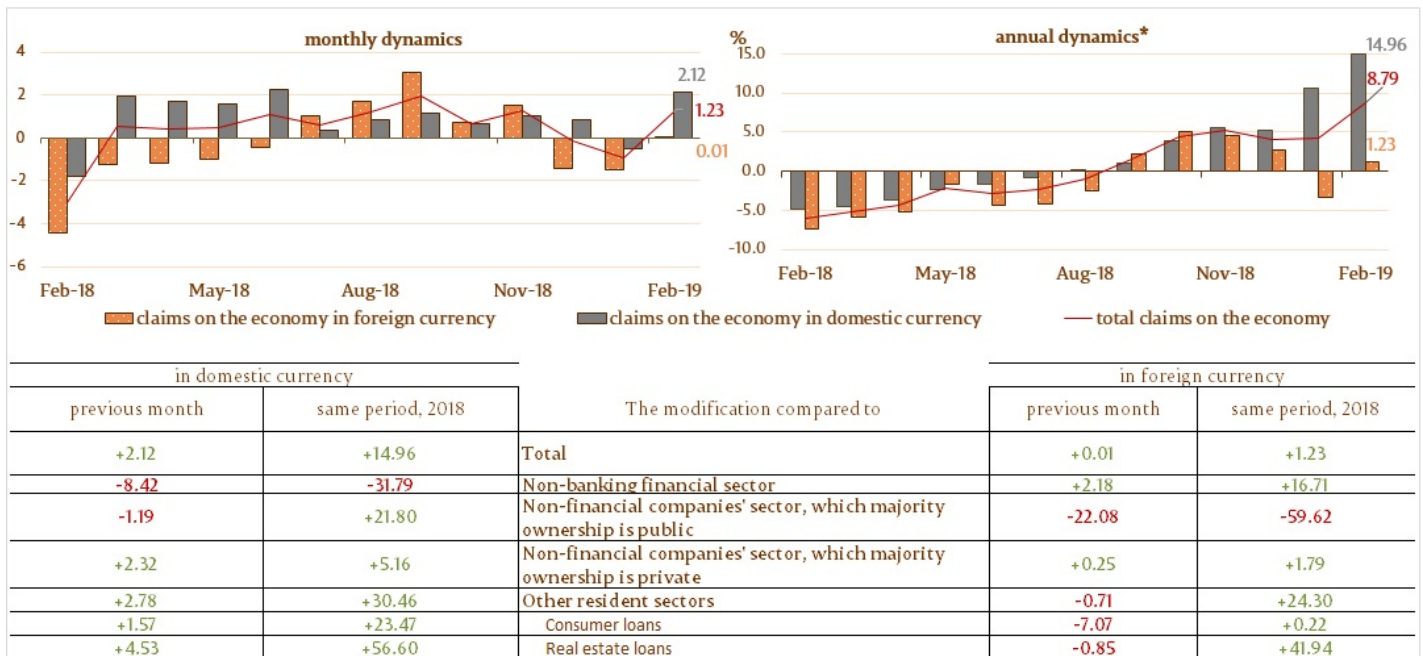 monthly dynamics
4
2
0
-2
-4
-6
2.12
1.23
0.01
Feb-18 May-18 Aug-18 Nov-18 Feb-19
% annual dynamics*
15.0
10.0
5.0
0.0
-5.0
-10.0
14.96
8.79
1.23
Feb-18 May-18 Aug-18 Nov-18 Feb-19
claims on the economy in foreign currency claims on the economy in domestic currency total claims on the economy
in domestic currency in foreign currency
previous month same period, 2018 The modification compared to previous month same period, 2018
+2.12 +14.96 Total +0.01 +1.23
-8.42 -31.79 Non-banking financial sector +2.18 +16.71
-1.19 +21.80 Non-financial companies' sector, which majority
ownership is public -22.08 -59.62
+2.32 +5.16 Non-financial companies' sector, which majority
ownership is private +0.25 +1.79
+2.78 +30.46 Other resident sectors -0.71 +24.30
+1.57 +23.47 Consumer loans -7.07 +0.22
+4.53 +56.60 Real estate loans -0.85 +41.94